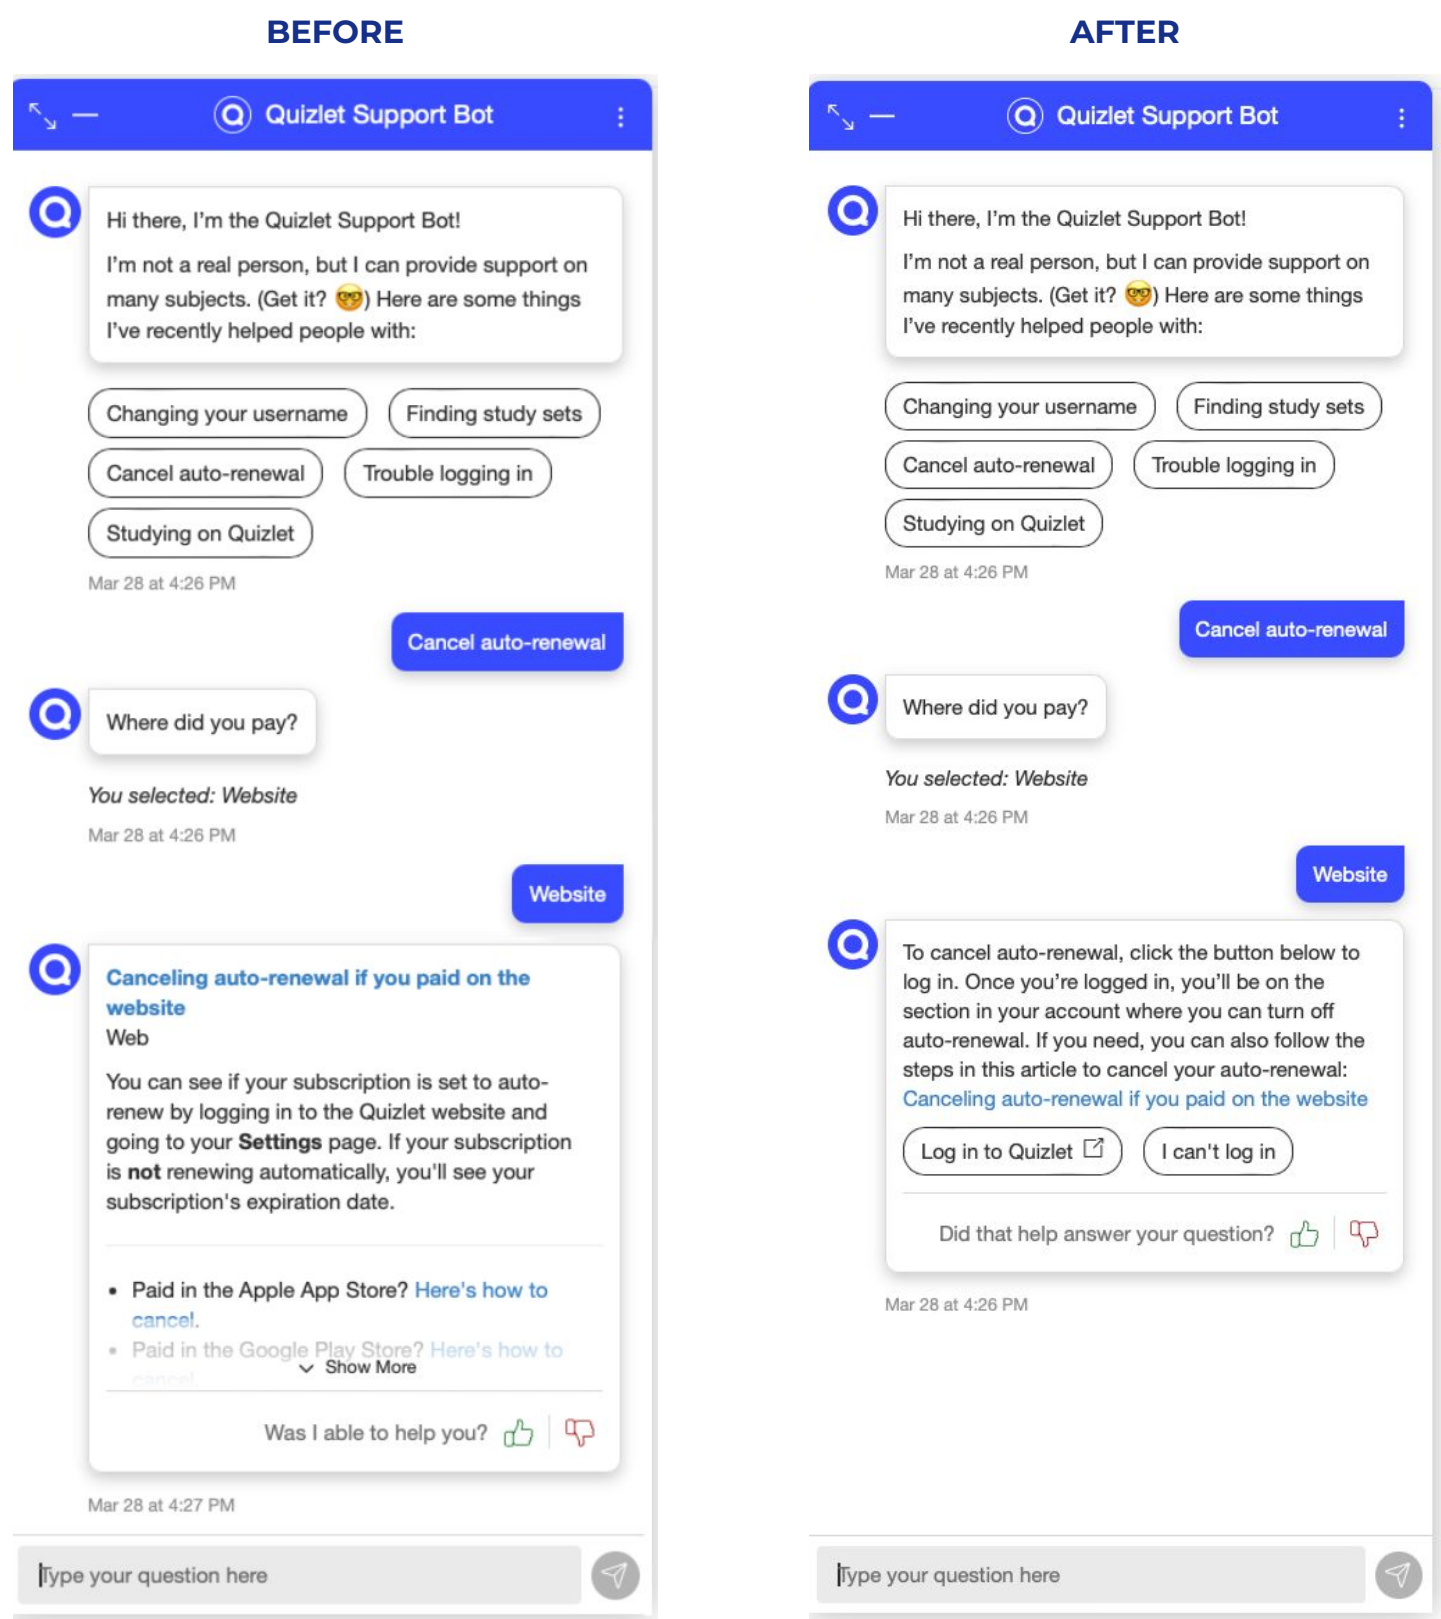 BEFORE
Quizlet Support Bot
Hi there, I'm the Quizlet Support Bot!
I'm not a real person, but I can provide support on
many subjects. (Get it? 🤓) Here are some things
I've recently helped people with:
Changing your username
Finding study sets
Cancel auto-renewal
Trouble logging in
Studying on Quizlet
Mar 28 at 4:26 PM
Cancel auto-renewal
Where did you pay?
You selected: Website
Mar 28 at 4:26 PM
Website
Canceling auto-renewal if you paid on the
website
Web
You can see if your subscription is set to auto-
renew by logging in to the Quizlet website and
going to your Settings page. If your subscription
is not renewing automatically, you'll see your
subscription's expiration date.
• Paid in the Apple App Store? Here's how to
cancel.
• Paid in the Google Play Store? Here's how to
cancel
Show More
Was I able to help you?
Mar 28 at 4:27 PM
Type your question here
AFTER
Quizlet Support Bot
Hi there, I'm the Quizlet Support Bot!
I'm not a real person, but I can provide support on
many subjects. (Get it? 🤓) Here are some things
I've recently helped people with:
Changing your username
Finding study sets
Cancel auto-renewal
Trouble logging in
Studying on Quizlet
Mar 28 at 4:26 PM
Cancel auto-renewal
Where did you pay?
You selected: Website
Mar 28 at 4:26 PM
Website
To cancel auto-renewal, click the button below to
log in. Once you're logged in, you'll be on the
section in your account where you can turn off
auto-renewal. If you need, you can also follow the
steps in this article to cancel your auto-renewal:
Canceling auto-renewal if you paid on the website
Log in to Quizlet
I can't log in
Did that help answer your question?
Mar 28 at 4:26 PM
Type your question here